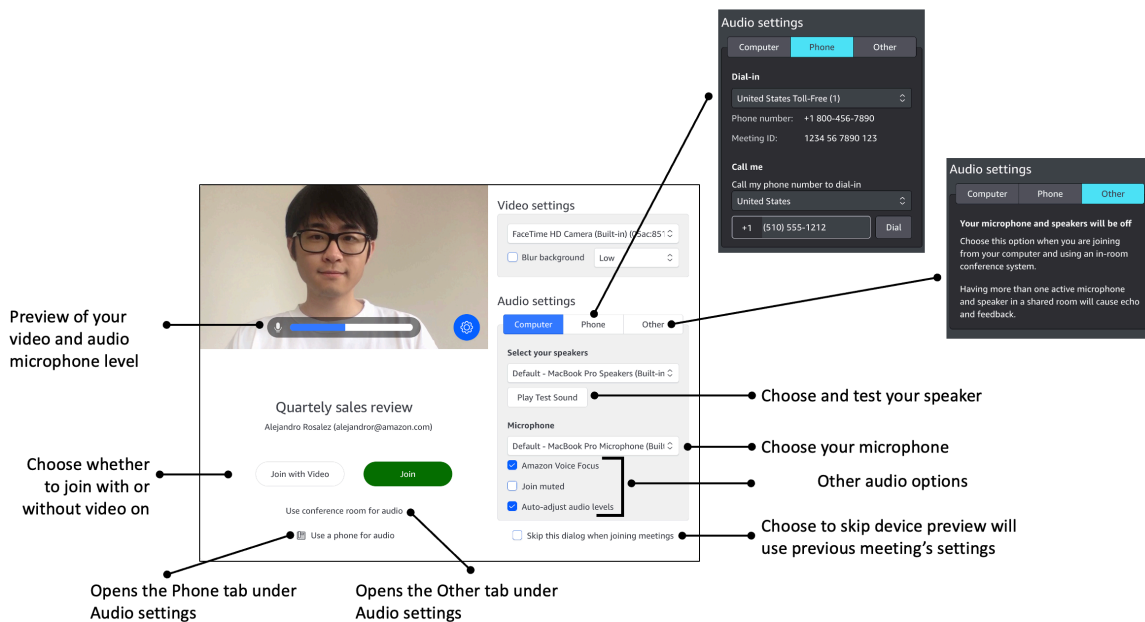 Audio settings
Computer Phone Other
Dial-in
United States Toll-Free (1)
Phone number: +1 800-456-7890
Meeting ID: 1234 56 7890 123
Call me
Call my phone number to dial-in
United States
+1 (510) 555-1212 Dial
Audio settings
Computer Phone Other
Your microphone and speakers will be off
Choose this option when you are joining
from your computer and using an in-room
conference system.
Having more than one active microphone
and speaker in a shared room will cause echo
and feedback.
Video settings
FaceTime HD Camera (Built-in) (05ac:851
Blur background Low
Audio settings
Computer Phone Other
Select your speakers
Default - MacBook Pro Speakers (Built-in
Play Test Sound
Microphone
Default - MacBook Pro Microphone (Buil
Amazon Voice Focus
Join muted
Auto-adjust audio levels
Skip this dialog when joining meetings
Preview of your
video and audio
microphone level
Quartely sales review
Alejandro Rosalez (alejandror@amazon.com)
Join with Video Join
Use conference room for audio
Use a phone for audio
Choose whether
to join with or
without video on
Choose and test your speaker
Choose your microphone
Other audio options
Choose to skip device preview will
use previous meeting's settings
Opens the Phone tab under
Audio settings
Opens the Other tab under
Audio settings